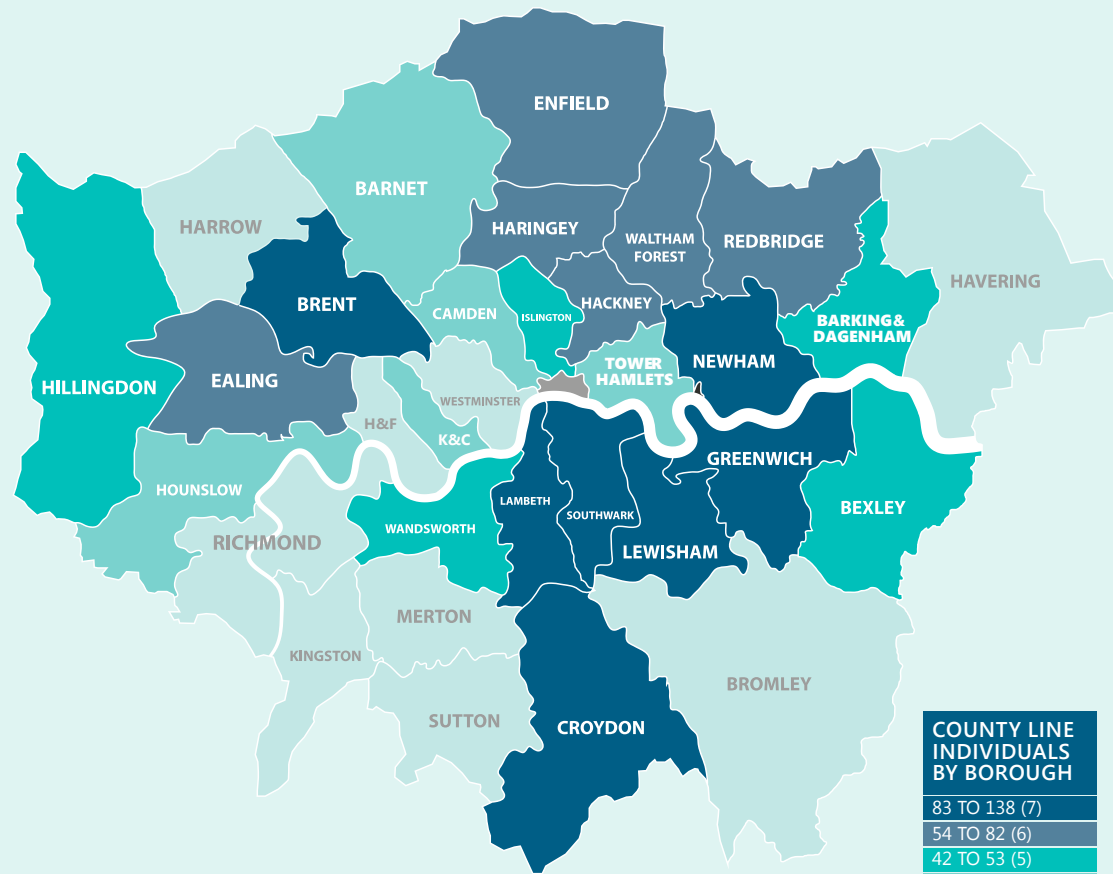 ENFIELD
BARNET
HARROW
HARINGEY
WALTHAM
FOREST
REDBRIDGE
HAVERING
BRENT
CAMDEN
ISLINGTON
HACKNEY
BARKING &
DAGENHAM
NEWHAM
TOWER
HAMLETS
HILLINGDON
EALING
WESTMINSTER
H&F
K&C
HOUNSLOW
GREENWICH
LAMBETH
SOUTHWARK
BEXLEY
WANDSWORTH
RICHMOND
LEWISHAM
MERTON
KINGSTON
BROMLEY
SUTTON
CROYDON
COUNTY LINE
INDIVIDUALS
BY BOROUGH
83 TO 138 (7)
54 TO 82 (6)
42 TO 53 (5)